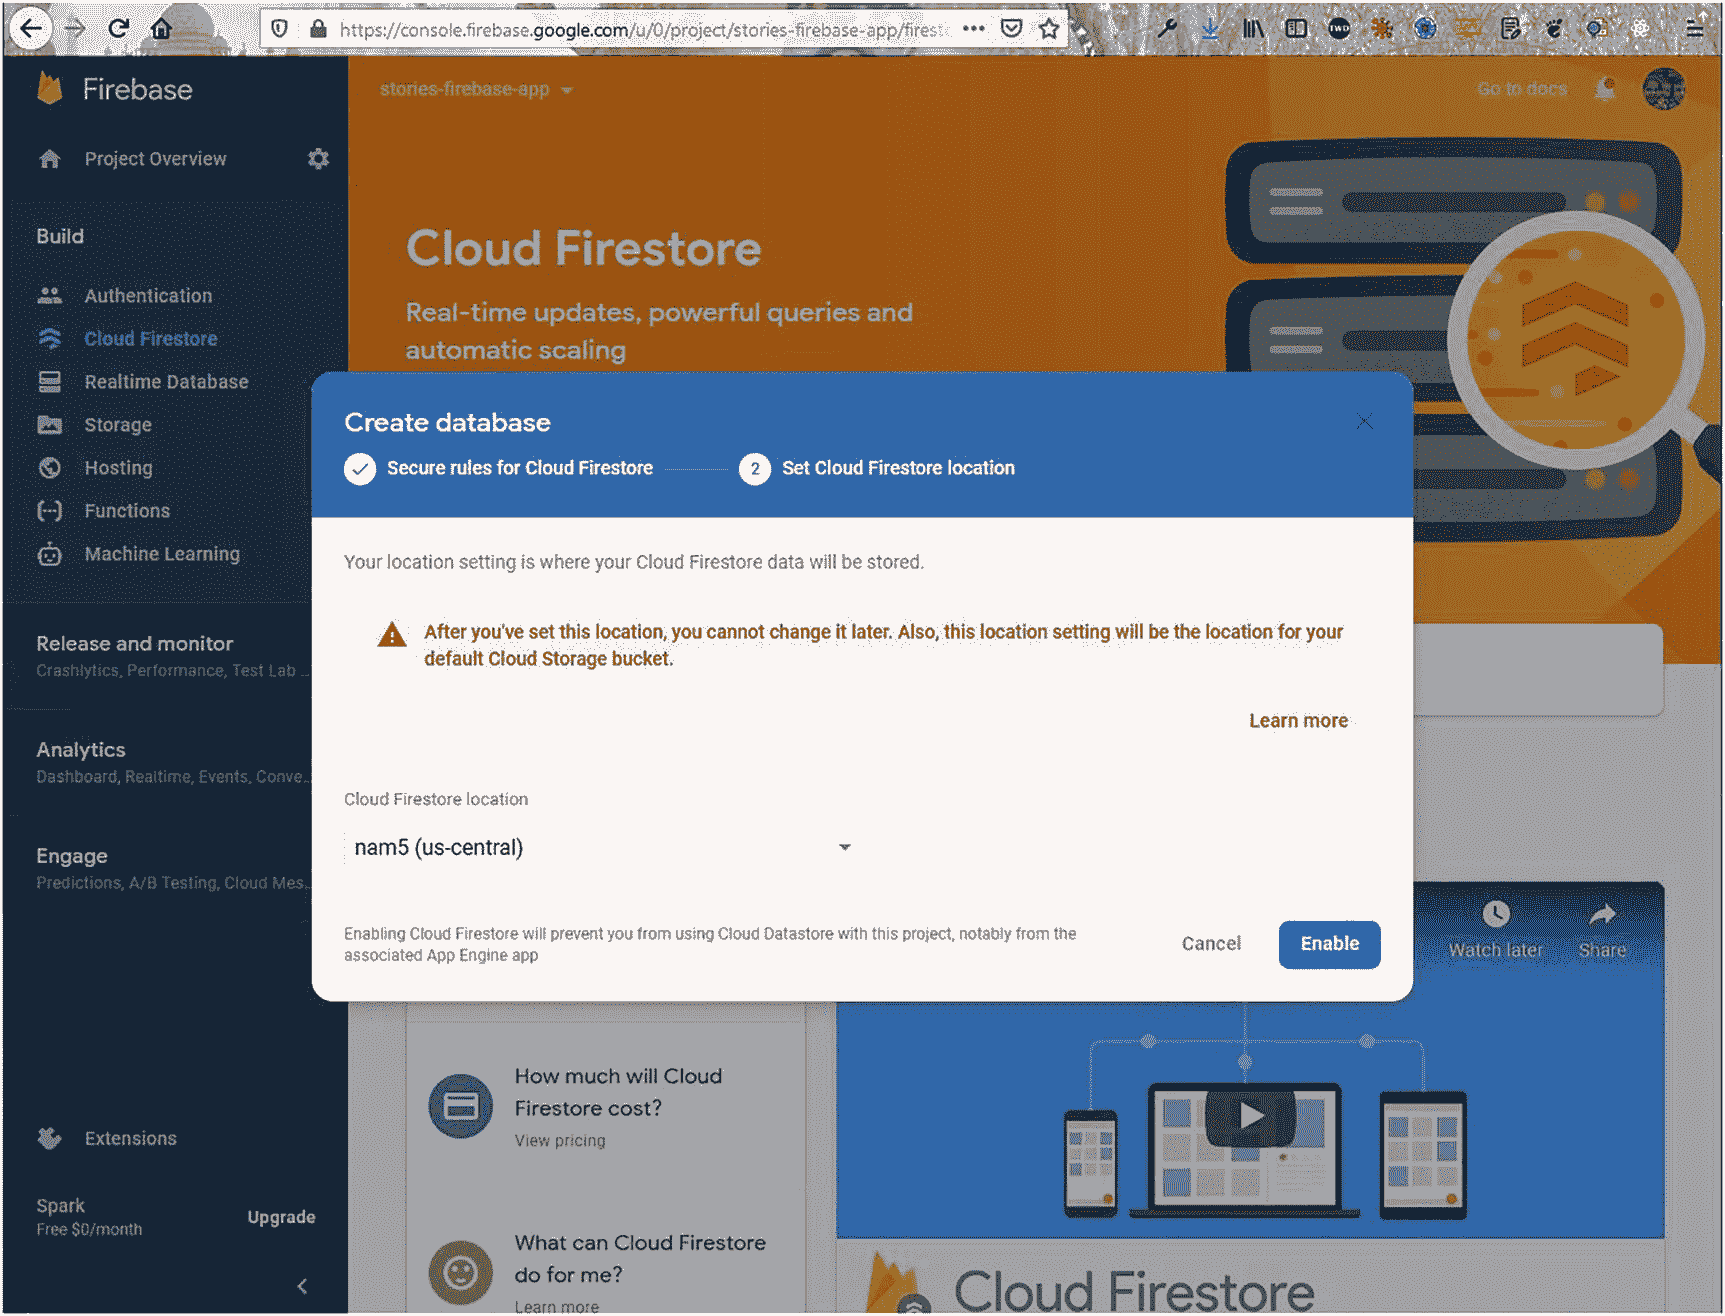 https://console.firebase.google.com/u/0/project/stories-firebase-app/firest
Firebase
stories-firebase-app
Go to docs
Project Overview
Build
Authentication
Cloud Firestore
Realtime Database
Storage
Hosting
Functions
Machine Learning
Release and monitor
Crashlytics, Performance, Test Lab ...
Analytics
Dashboard, Realtime, Events, Conve...
Engage
Predictions, A/B Testing, Cloud Mes...
Extensions
Spark
Free $0/month
Upgrade
Cloud Firestore
Real-time updates, powerful queries and
automatic scaling
Create database
Secure rules for Cloud Firestore
2
Set Cloud Firestore location
Your location setting is where your Cloud Firestore data will be stored.
After you've set this location, you cannot change it later. Also, this location setting will be the location for your
default Cloud Storage bucket.
Learn more
Cloud Firestore location
nam5 (us-central)
Enabling Cloud Firestore will prevent you from using Cloud Datastore with this project, notably from the
associated App Engine app
Cancel
Enable
Watch later
Share
How much will Cloud
Firestore cost?
View pricing
What can Cloud Firestore
do for me?
Learn more
Cloud Firestore